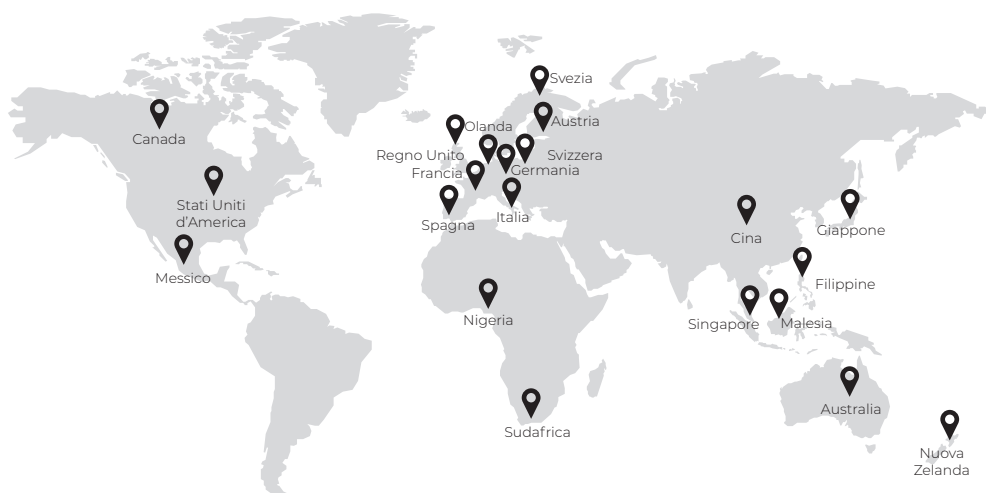 Svezia
Canada
Olanda
Austria
Regno Unito
Svizzera
Francia
Germania
Stati Uniti
d'America
Spagna
Italia
Cina
Giappone
Messico
Filippine
Nigeria
Singapore
Malesia
Australia
Sudafrica
Nuova
Zelanda